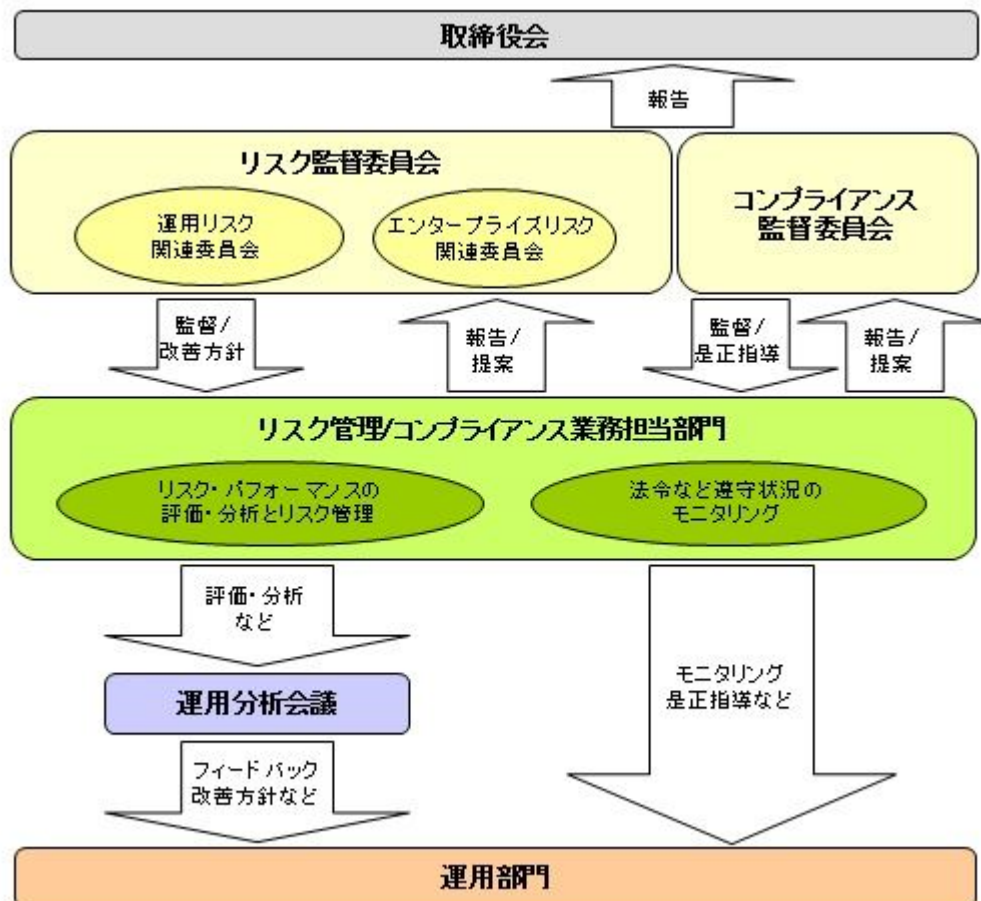 取締役会
報告
リスク監督委員会
運用リスク
関連委員会
エンタープライズリスク
関連委員会
コンプライアンス
監督委員会
監督/
改善方針
報告/
提案
監督/
是正指導
報告/
提案
リスク管理/コンプライアンス業務担当部門
リスク・パフォーマンスの
評価・分析とリスク管理
法令など遵守状況の
モニタリング
評価・分析
など
運用分析会議
モニタリング
是正指導など
フィードバック
改善方針など
運用部門